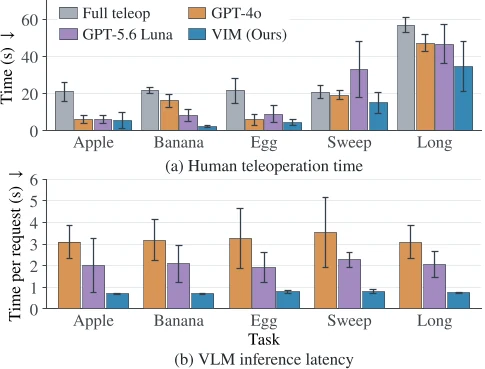 Full teleop GPT-4o
GPT-5.6 Luna VIM (Ours)
Time (s) ↓
60
40
20
0
Apple Banana Egg Sweep Long
(a) Human teleoperation time
Time per request (s) ↓
6
5
4
3
2
1
0
Apple Banana Egg Sweep Long
Task
(b) VLM inference latency